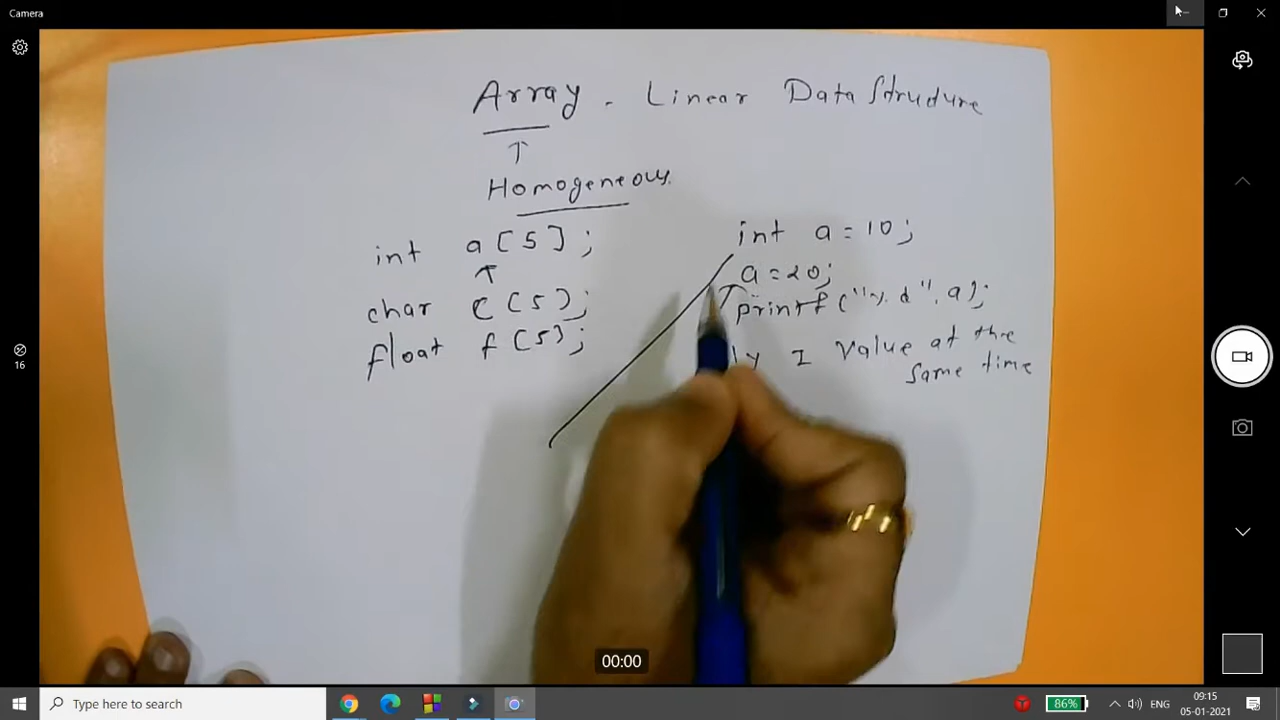 Camera
Array - Linear Data Structure
Homogeneous
int a[5];
char c[5];
float f[5];
int a=10;
a=20;
printf("%d", a);
1 value at the
same time
16
00:00
Type here to search
86%
ENG
09:15
05-01-2021